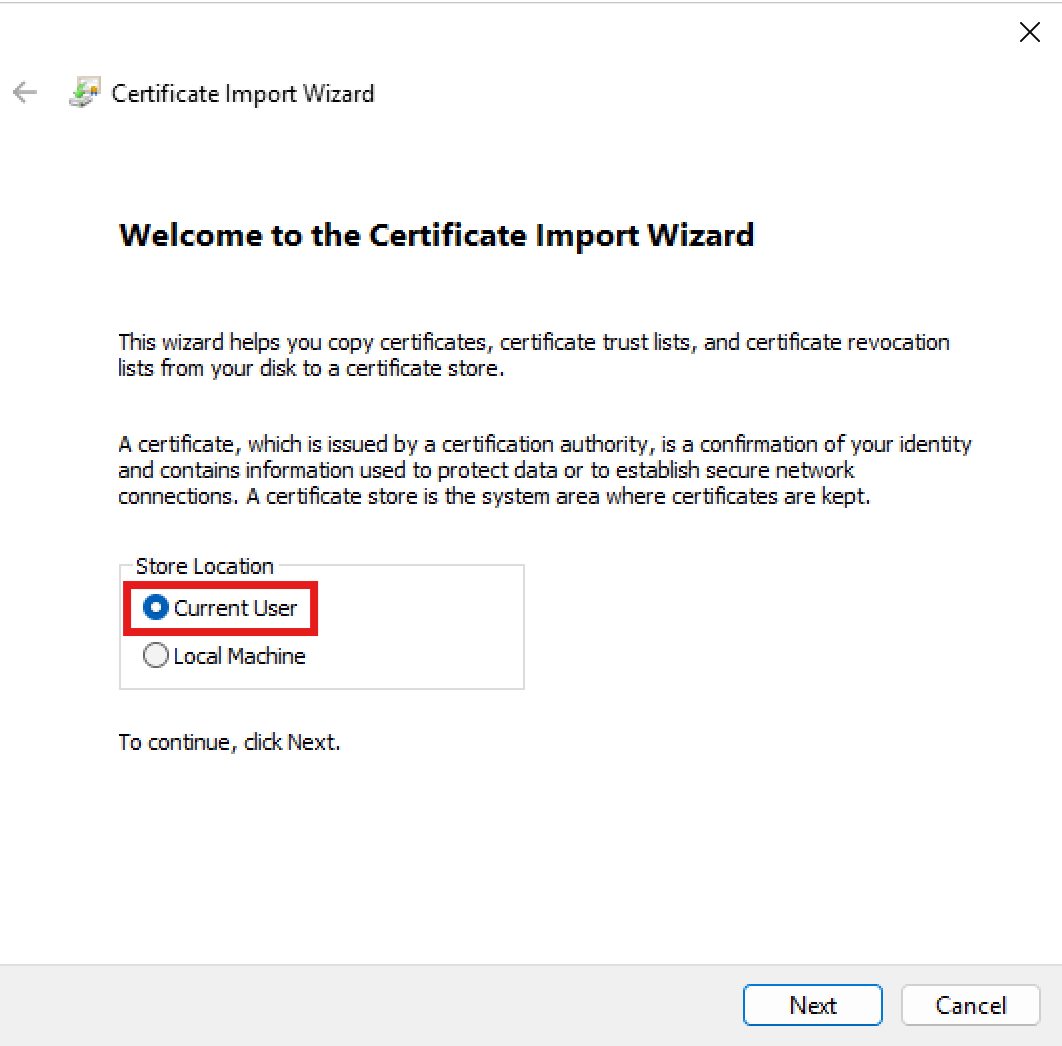 Certificate Import Wizard
Welcome to the Certificate Import Wizard
This wizard helps you copy certificates, certificate trust lists, and certificate revocation
lists from your disk to a certificate store.
A certificate, which is issued by a certification authority, is a confirmation of your identity
and contains information used to protect data or to establish secure network
connections. A certificate store is the system area where certificates are kept.
Store Location
Current User
Local Machine
To continue, click Next.
Next
Cancel